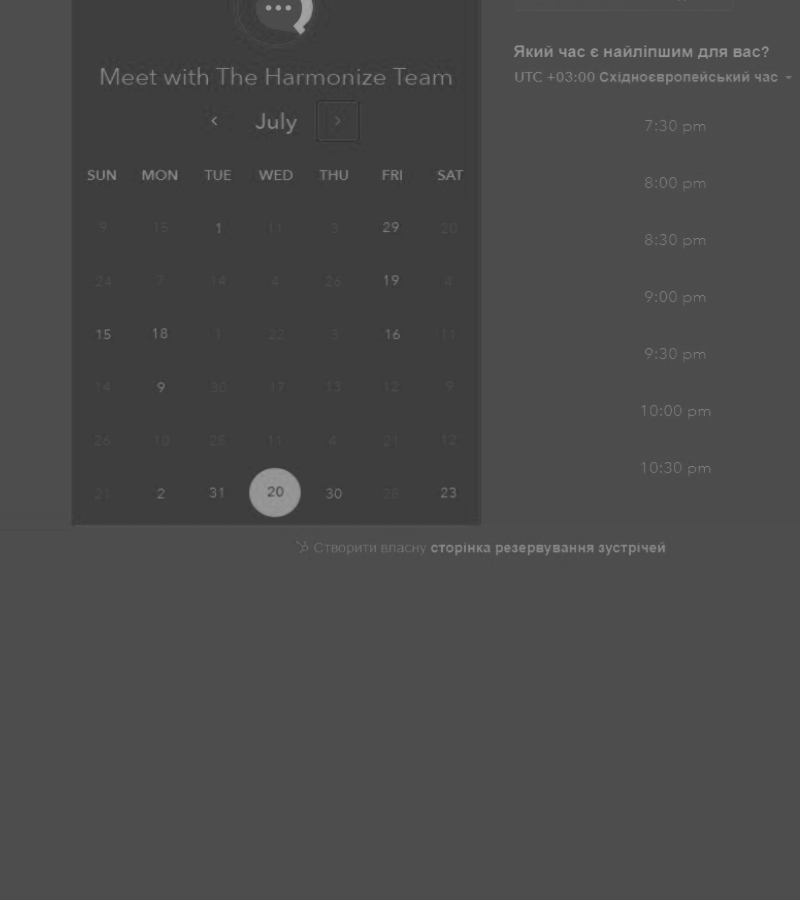 Meet with The Harmonize Team
July
SUN MON TUE WED THU FRI SAT
9 15 1 11 3 29 20
24 7 14 4 26 19 4
15 18 1 22 3 16 11
14 9 30 17 13 12 9
26 10 25 11 4 21 12
21 2 31 20 30 28 23
Який час є найліпшим для вас?
UTC +03:00 Східноєвропейський час
7:30 pm
8:00 pm
8:30 pm
9:00 pm
9:30 pm
10:00 pm
10:30 pm
Створити власну сторінка резервування зустрічей